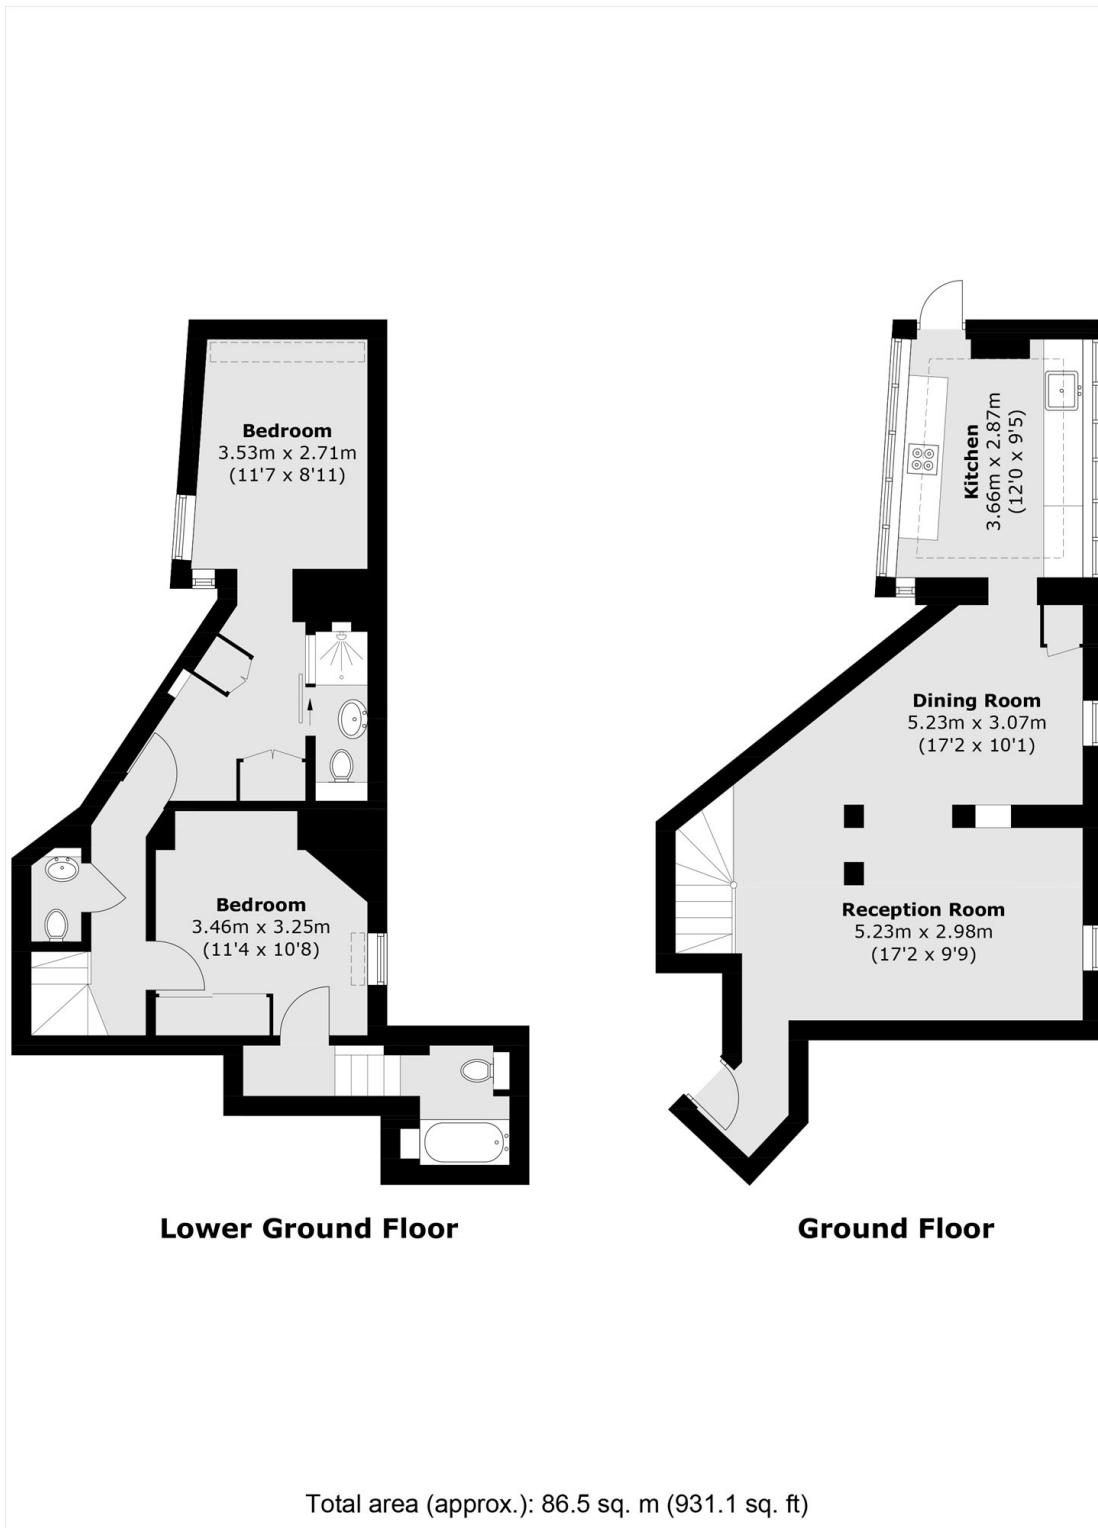 Bedroom
3.53m x 2.71m
(11'7 x 8'11)
Bedroom
3.46m x 3.25m
(11'4 x 10'8)
Lower Ground Floor
Kitchen
3.66m x 2.87m
(12'0 x 9'5)
Dining Room
5.23m x 3.07m
(17'2 x 10'1)
Reception Room
5.23m x 2.98m
(17'2 x 9'9)
Ground Floor
Total area (approx.): 86.5 sq. m (931.1 sq. ft)